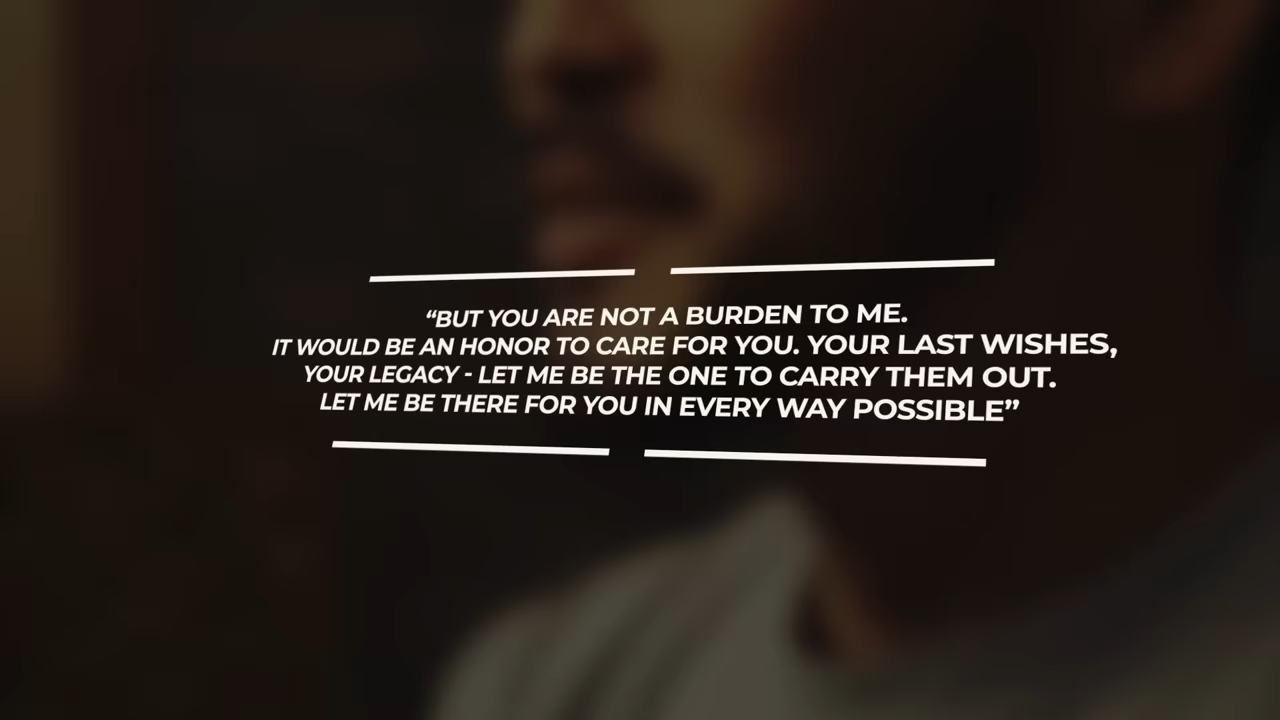 “BUT YOU ARE NOT A BURDEN TO ME.
IT WOULD BE AN HONOR TO CARE FOR YOU. YOUR LAST WISHES,
YOUR LEGACY - LET ME BE THE ONE TO CARRY THEM OUT.
LET ME BE THERE FOR YOU IN EVERY WAY POSSIBLE”